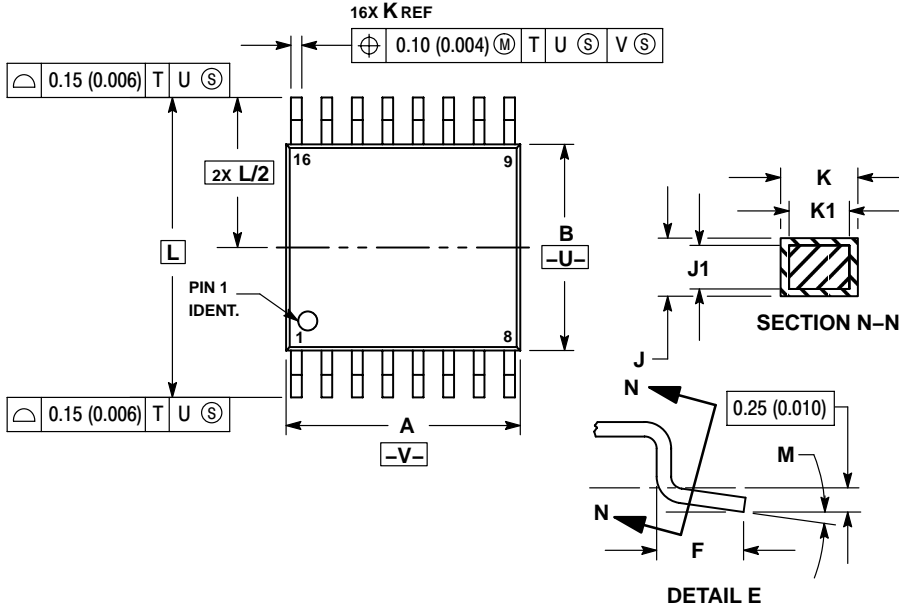 16X K REF
⌖ 0.10 (0.004) Ⓜ T U Ⓢ V Ⓢ
⌓ 0.15 (0.006) T U Ⓢ
16 9
2X L/2
L
B
–U–
PIN 1
IDENT.
1 8
⌓ 0.15 (0.006) T U Ⓢ
A
–V–
K
K1
J1
J
SECTION N–N
N
0.25 (0.010)
M
N
F
DETAIL E